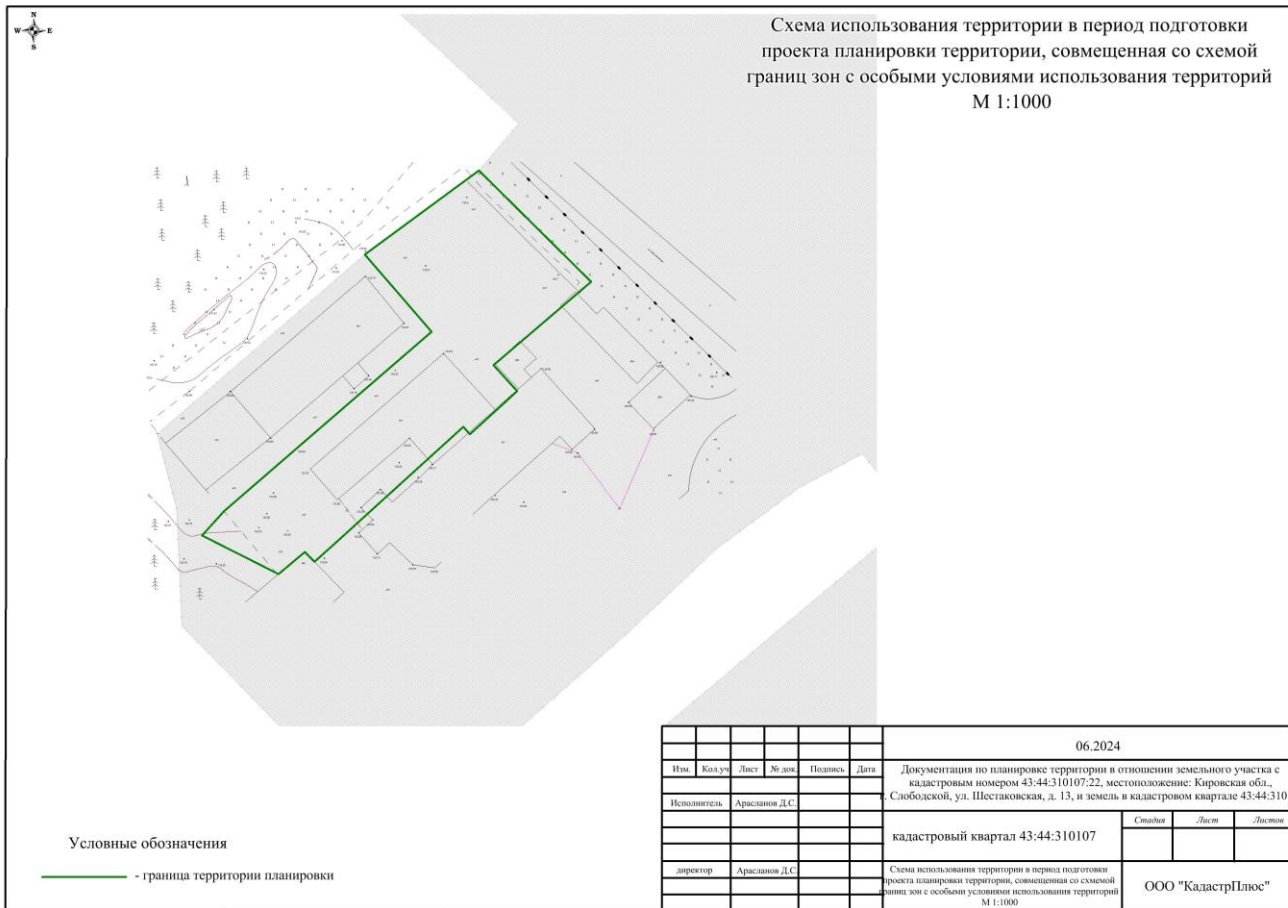 N
W E
S
Схема использования территории в период подготовки
проекта планировки территории, совмещенная со схемой
границ зон с особыми условиями использования территорий
М 1:1000
06.2024
Изм. Кол.уч Лист № док. Подпись Дата
Документация по планировке территории в отношении земельного участка с
кадастровым номером 43:44:310107:22, местоположение: Кировская обл.,
г. Слободской, ул. Шестаковская, д. 13, и земель в кадастровом квартале 43:44:310
Исполнитель Арасланов Д.С.
кадастровый квартал 43:44:310107
Стадия Лист Листов
директор Арасланов Д.С.
Схема использования территории в период подготовки
проекта планировки территории, совмещенная со схмемой
границ зон с особыми условиями использования территорий
М 1:1000
ООО "КадастрПлюс"
Условные обозначения
- граница территории планировки